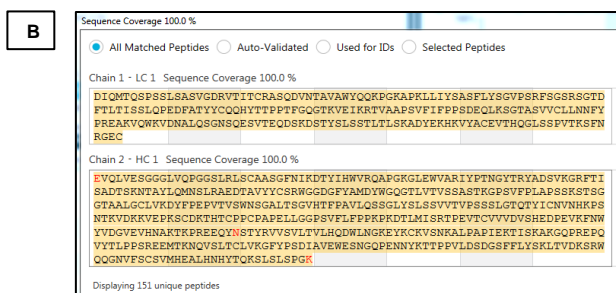 B
Sequence Coverage 100.0 %
All Matched Peptides Auto-Validated Used for IDs Selected Peptides
Chain 1 - LC 1 Sequence Coverage 100.0 %
DIQMTQSPSSLSASVGDRVTITCRASQDVNTAVAWYQQKPGKAPKLLIYSASFLYSGVPSRFSGSRSGTD
FTLTISSLQPEDFATYYCQQHYTTPPTFGQGTKVEIKRTVAAPSVFIFPPSDEQLKSGTASVVCLLNNFY
PREAKVQWKVDNALQSGNSQESVTEQDSKDSTYSLSSTLTLSKADYEKHKVYACEVTHQGLSSPVTKSFN
RGEC
Chain 2 - HC 1 Sequence Coverage 100.0 %
EVQLVESGGGLVQPGGSLRLSCAASGFNIKDTYIHWVRQAPGKGLEWVARIYPTNGYTRYADSVKGRFTI
SADTSKNTAYLQMNSLRAEDTAVYYCSRWGGDGFYAMDYWGQGTLVTVSSASTKGPSVFPLAPSSKSTSG
GTAALGCLVKDYFPEPVTVSWNSGALTSGVHTFPAVLQSSGLYSLSSVVTVPSSSLGTQTYICNVNHKPS
NTKVDKKVEPKSCDKTHTCPPCPAPELLGGPSVFLFPPKPKDTLMISRTPEVTCVVVDVSHEDPEVKFNW
YVDGVEVHNAKTKPREEQYNSTYRVVSVLTVLHQDWLNGKEYKCKVSNKALPAPIEKTISKAKGQPREPQ
VYTLPPSREEMTKNQVSLTCLVKGFYPSDIAVEWESNGQPENNYKTTPPVLDSDGSFFLYSKLTVDKSRW
QQGNVFSCSVMHEALHNHYTQKSLSLSPGK
Displaying 151 unique peptides